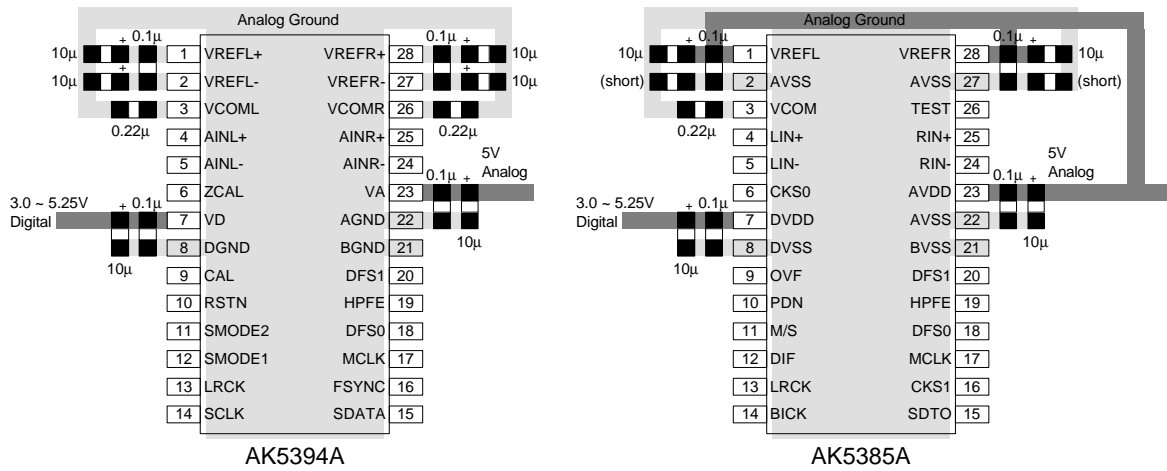 Analog Ground
+ 0.1μ
0.1μ +
10μ 1 VREFL+ VREFR+ 28 10μ
+
+
10μ 2 VREFL- VREFR- 27 10μ
3 VCOML VCOMR 26
0.22μ
0.22μ
4 AINL+ AINR+ 25
5 AINL- AINR- 24
5V
Analog
0.1μ +
6 ZCAL VA 23
3.0 ~ 5.25V
Digital
+ 0.1μ
7 VD AGND 22
10μ
8 DGND BGND 21
10μ
9 CAL DFS1 20
10 RSTN HPFE 19
11 SMODE2 DFS0 18
12 SMODE1 MCLK 17
13 LRCK FSYNC 16
14 SCLK SDATA 15
AK5394A
Analog Ground
+ 0.1μ
0.1μ +
10μ 1 VREFL VREFR 28 10μ
(short) 2 AVSS AVSS 27 (short)
3 VCOM TEST 26
0.22μ
4 LIN+ RIN+ 25
5 LIN- RIN- 24
5V
Analog
0.1μ +
6 CKS0 AVDD 23
3.0 ~ 5.25V
Digital
+ 0.1μ
7 DVDD AVSS 22
10μ
8 DVSS BVSS 21
10μ
9 OVF DFS1 20
10 PDN HPFE 19
11 M/S DFS0 18
12 DIF MCLK 17
13 LRCK CKS1 16
14 BICK SDTO 15
AK5385A